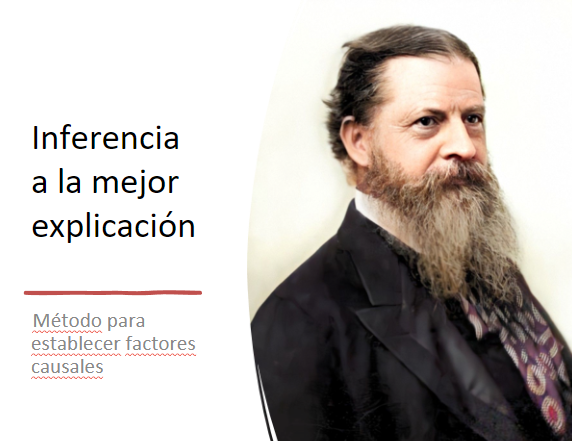 Inferencia
a la mejor
explicación
Método para
establecer factores
causales